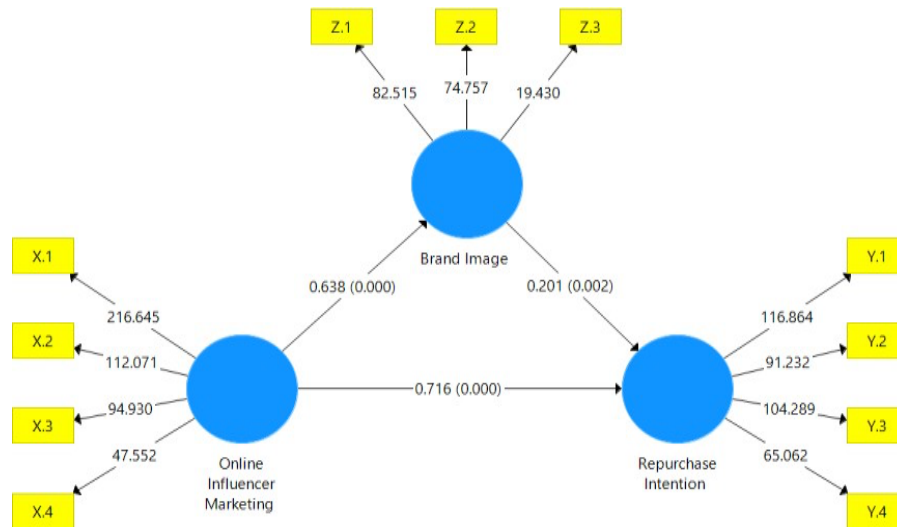 Z.1
Z.2
Z.3
82.515
74.757
19.430
Brand Image
X.1
X.2
X.3
X.4
216.645
112.071
94.930
47.552
0.638 (0.000)
0.201 (0.002)
0.716 (0.000)
Online
Influencer
Marketing
Repurchase
Intention
116.864
91.232
104.289
65.062
Y.1
Y.2
Y.3
Y.4